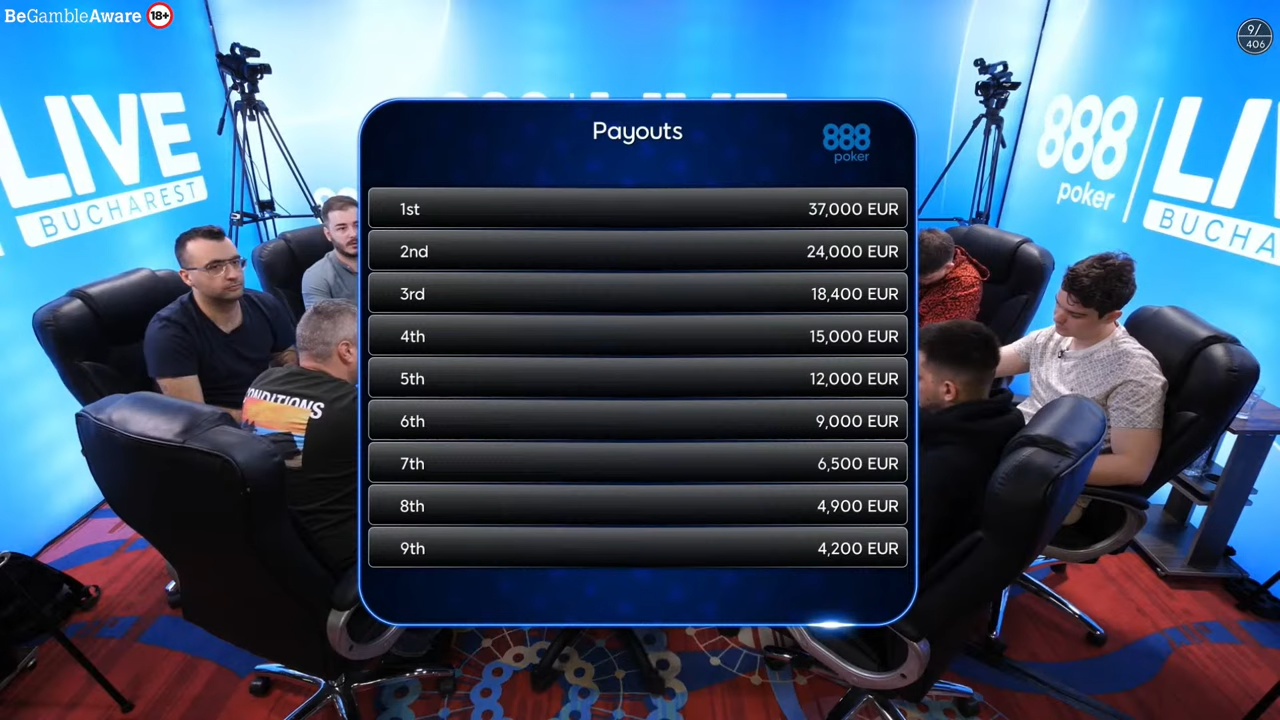 BeGambleAware 18+
9/
406
LIVE
BUCHAREST
888 LIVE
poker
BUCHA
Payouts
888
poker
1st 37,000 EUR
2nd 24,000 EUR
3rd 18,400 EUR
4th 15,000 EUR
5th 12,000 EUR
6th 9,000 EUR
7th 6,500 EUR
8th 4,900 EUR
9th 4,200 EUR
CONDITIONS